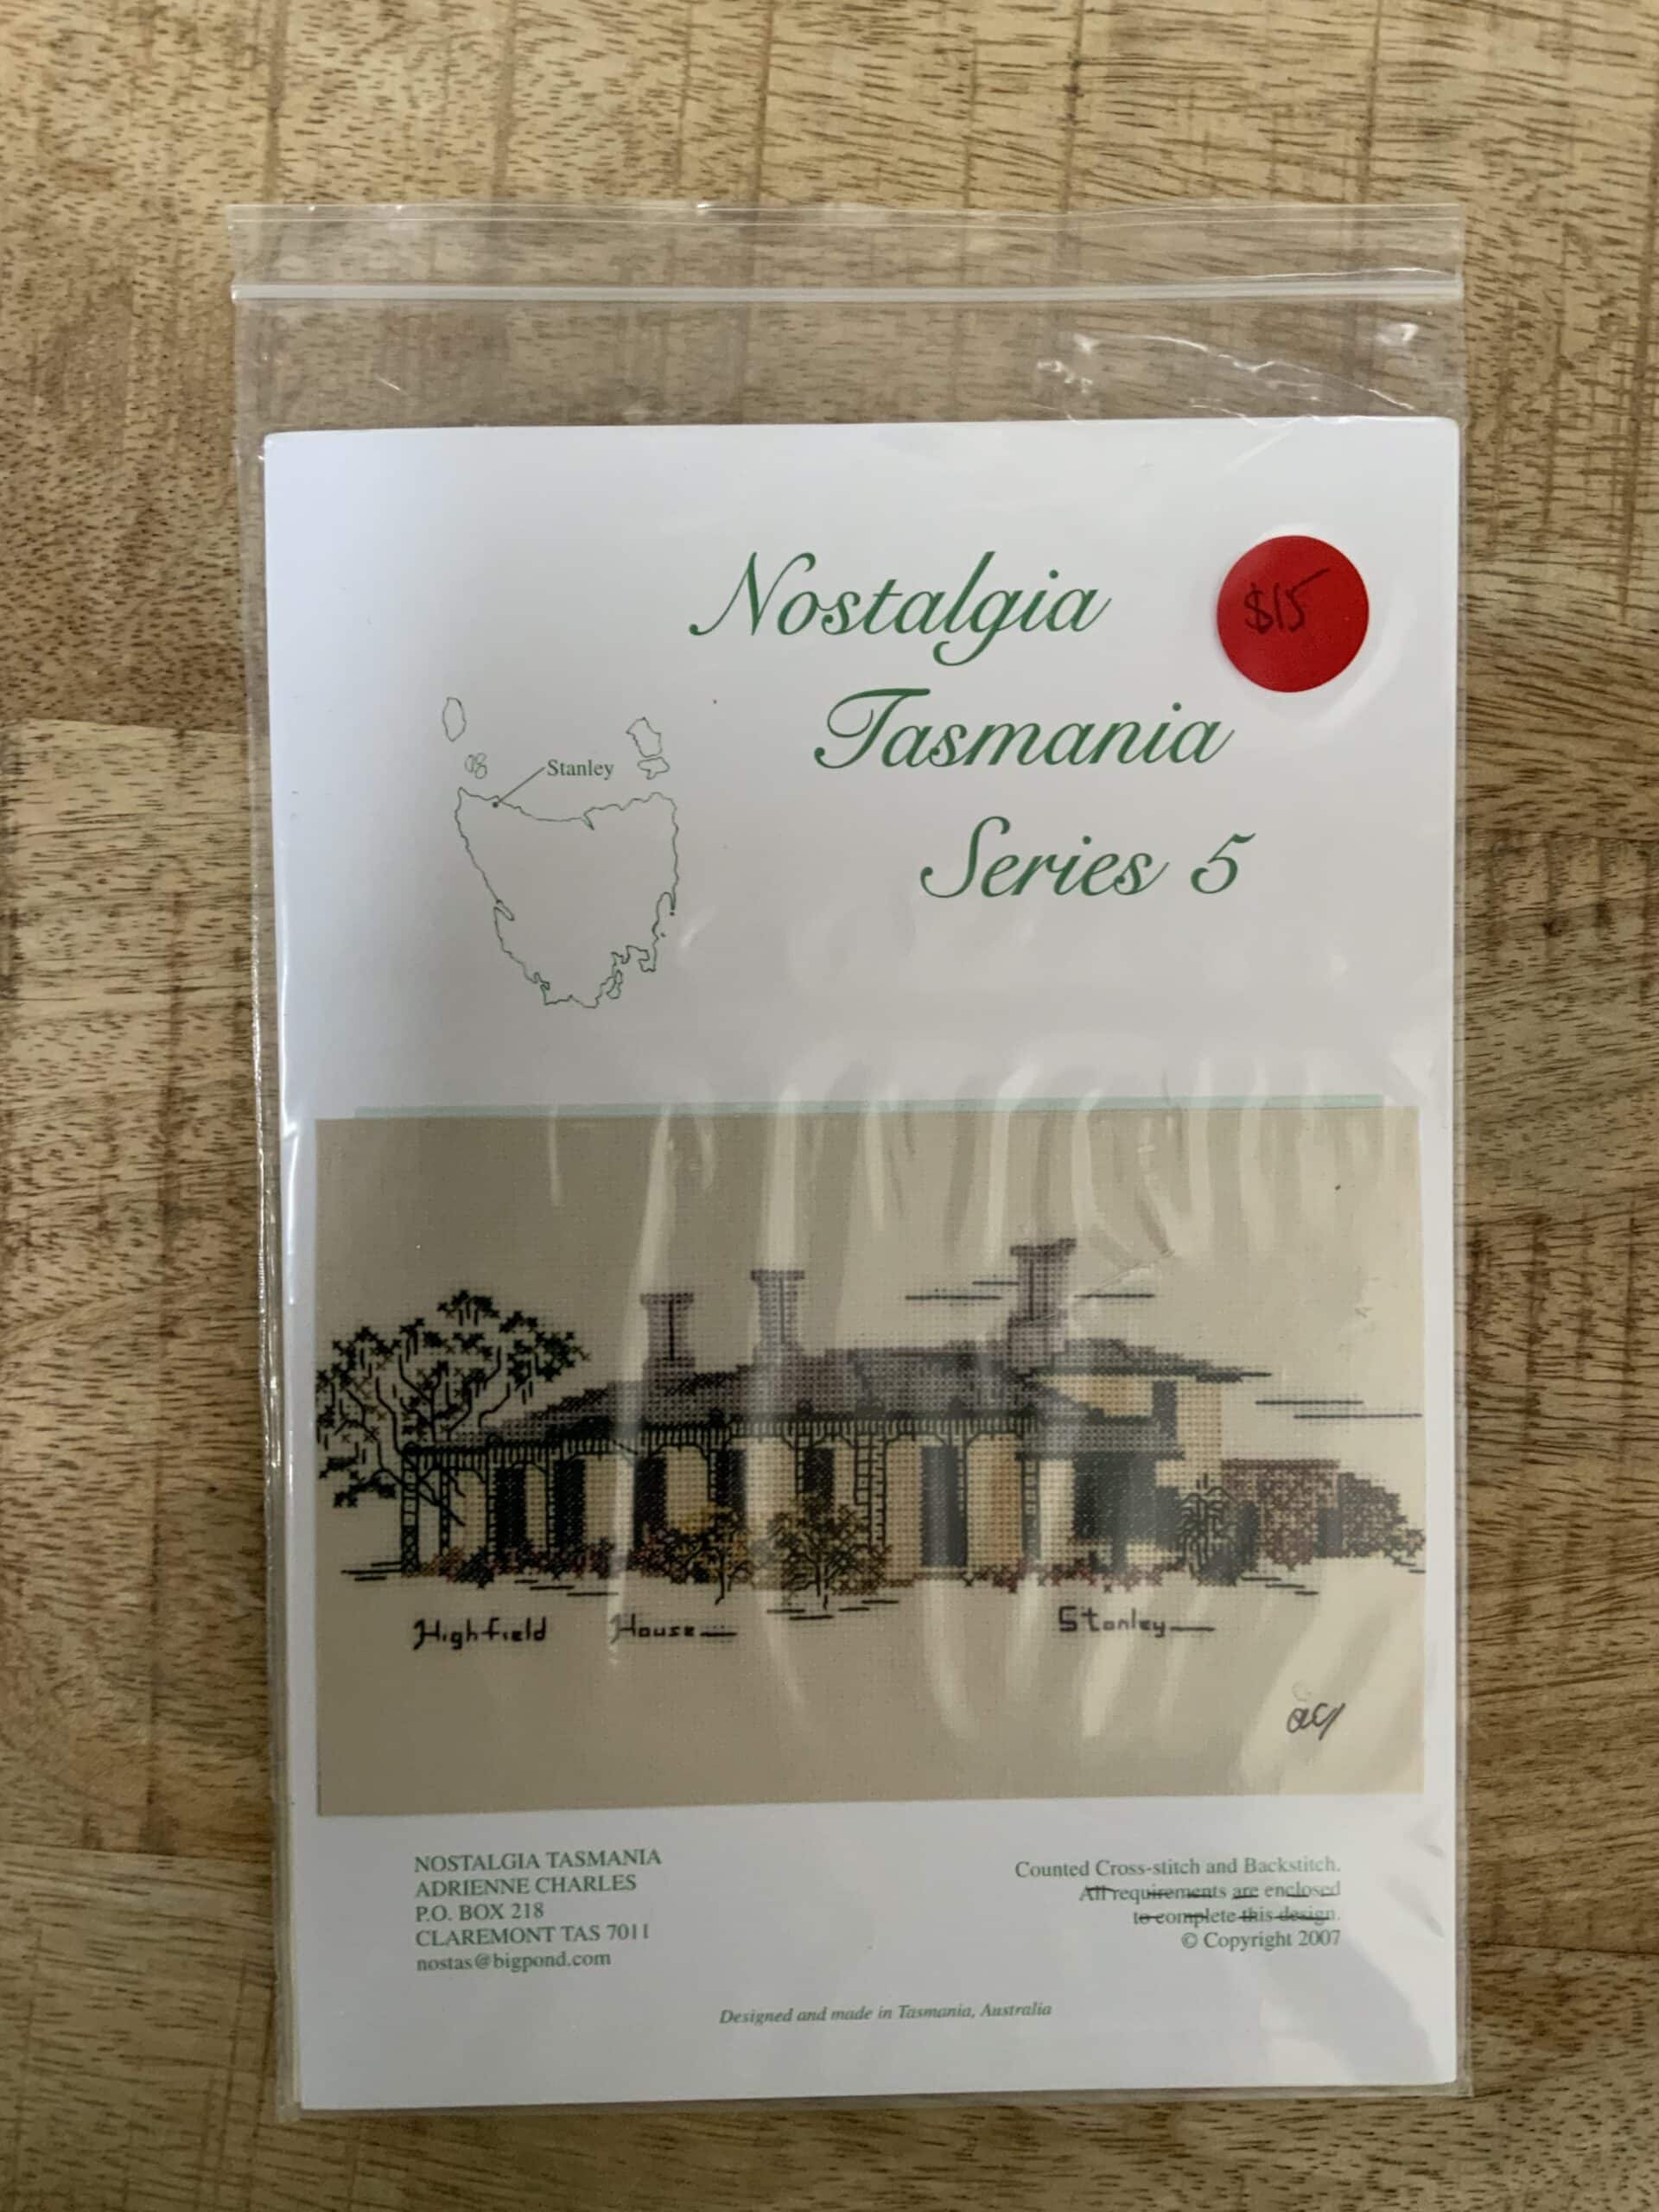 Nostalgia
$15
Tasmania
Stanley
Series 5
Highfield House
Stanley
NOSTALGIA TASMANIA
ADRIENNE CHARLES
P.O. BOX 218
CLAREMONT TAS 7011
nostas@bigpond.com
Counted Cross-stitch and Backstitch.
All requirements are enclosed
to complete this design.
© Copyright 2007
Designed and made in Tasmania, Australia